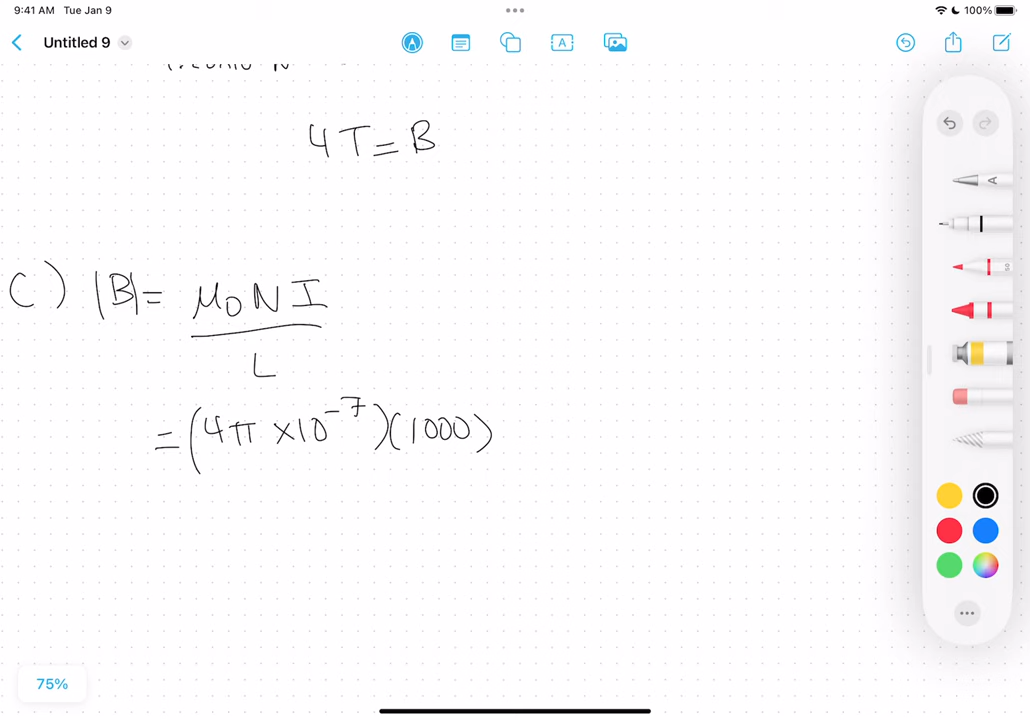 9:41 AM Tue Jan 9
100%
Untitled 9
4T=B
C) |B|= μ0NI
L
=(4π×10⁻⁷)(1000)
75%